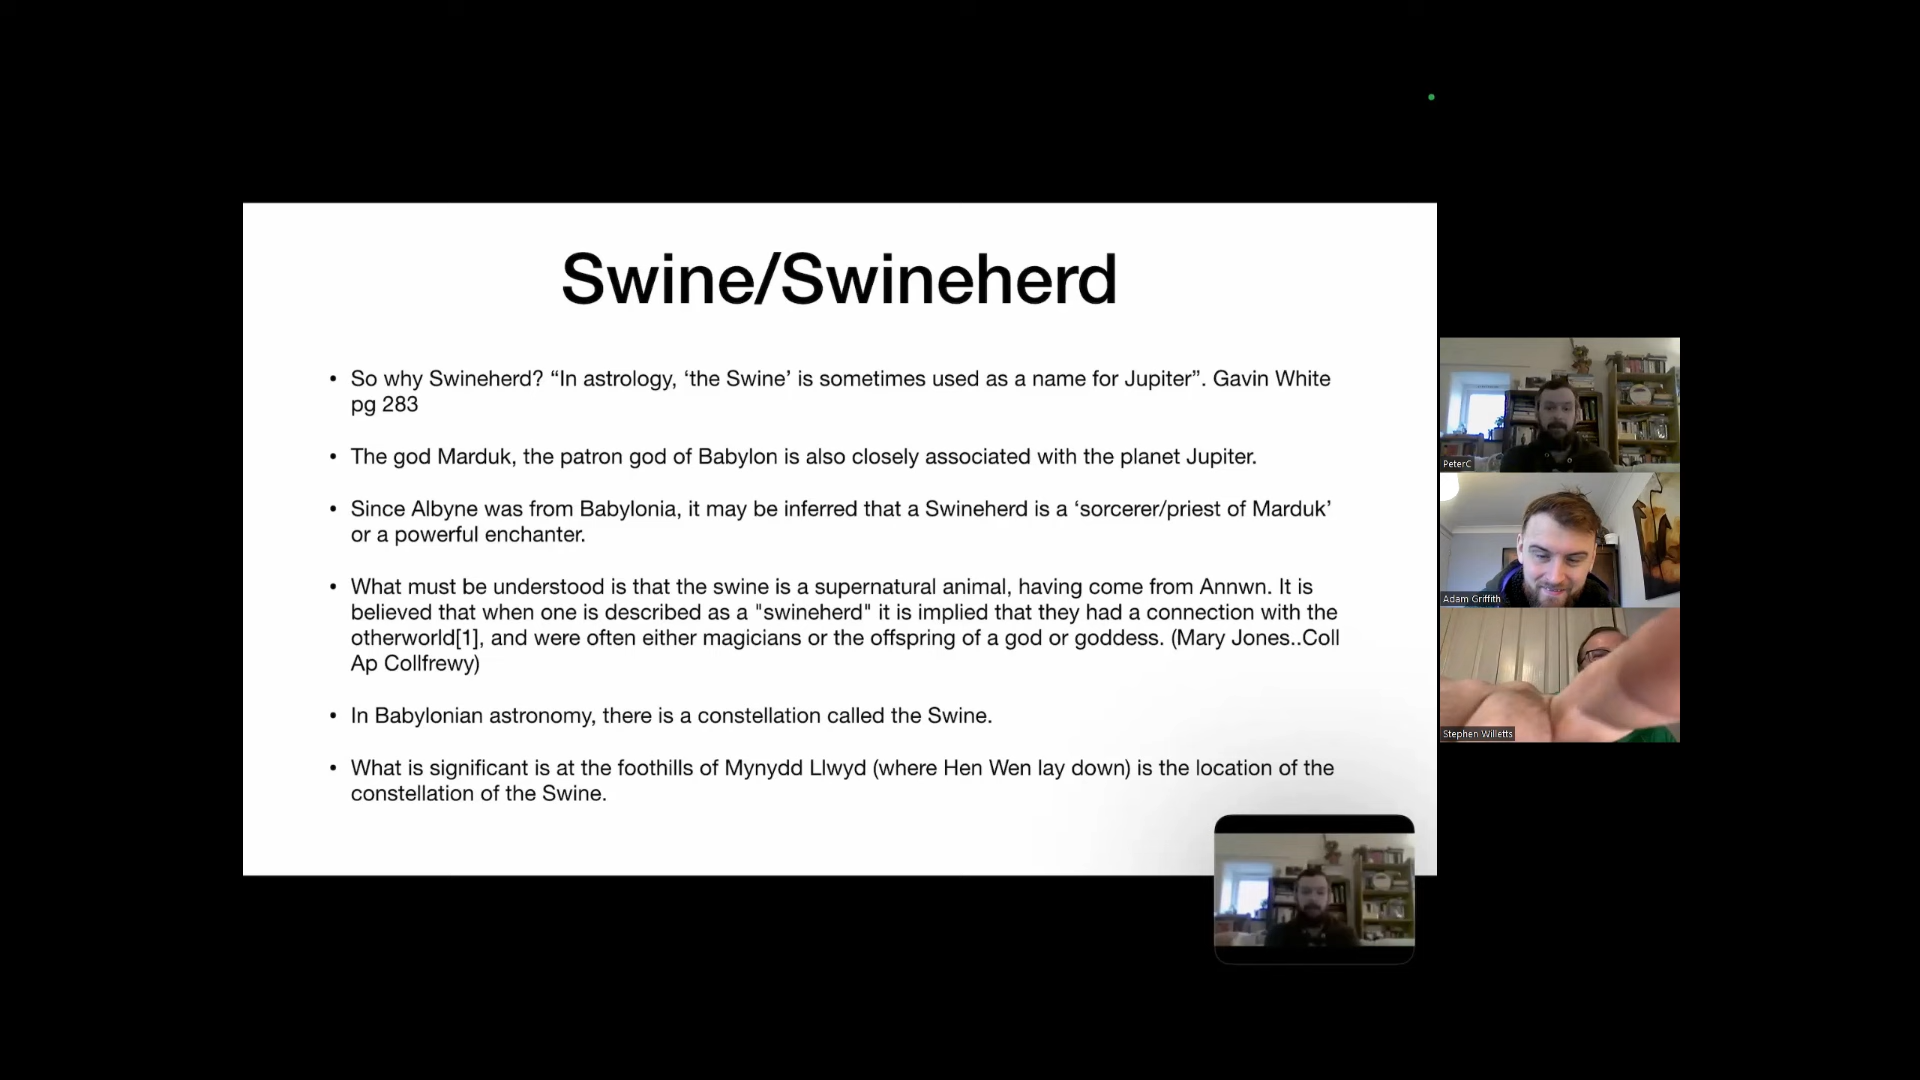 Swine/Swineherd
• So why Swineherd? “In astrology, ‘the Swine’ is sometimes used as a name for Jupiter”. Gavin White
pg 283
• The god Marduk, the patron god of Babylon is also closely associated with the planet Jupiter.
• Since Albyne was from Babylonia, it may be inferred that a Swineherd is a ‘sorcerer/priest of Marduk’
or a powerful enchanter.
• What must be understood is that the swine is a supernatural animal, having come from Annwn. It is
believed that when one is described as a "swineherd" it is implied that they had a connection with the
otherworld[1], and were often either magicians or the offspring of a god or goddess. (Mary Jones..Coll
Ap Collfrewy)
• In Babylonian astronomy, there is a constellation called the Swine.
• What is significant is at the foothills of Mynydd Llwyd (where Hen Wen lay down) is the location of the
constellation of the Swine.
PeterC
Adam Griffith
Stephen Willetts